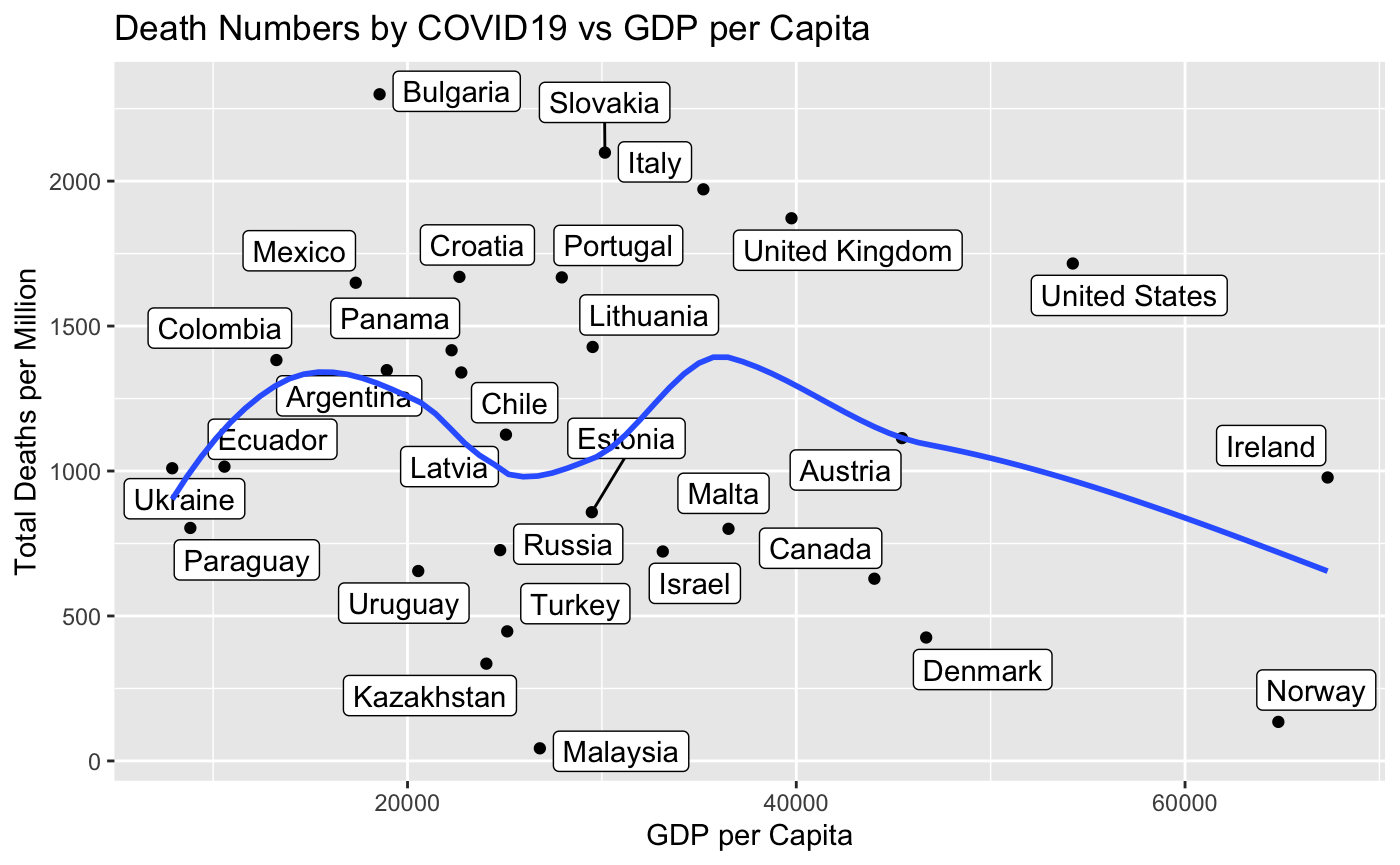 Death Numbers by COVID19 vs GDP per Capita
Bulgaria
Slovakia
Italy
2000
Mexico
Croatia
Portugal
United Kingdom
United States
Colombia
Panama
Lithuania
1500
Argentina
Chile
Ecuador
Estonia
Ireland
Latvia
Austria
1000
Ukraine
Malta
Paraguay
Russia
Canada
Israel
Uruguay
Turkey
500
Denmark
Kazakhstan
Norway
Malaysia
0
20000
40000
60000
GDP per Capita
Total Deaths per Million